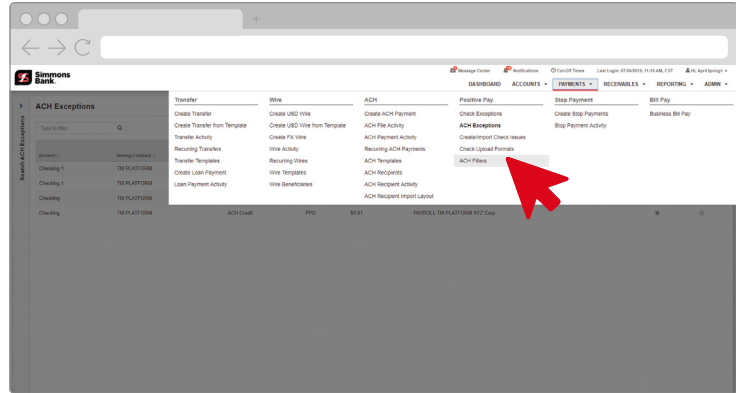 Simmons
Bank.
Message Center
Notifications
Cut-Off Times
Last Login: 07/24/2019, 11:19 AM, CST
Hi, AprilSpring1
DASHBOARD
ACCOUNTS
PAYMENTS
RECEIVABLES
REPORTING
ADMIN
ACH Exceptions
Search ACH Exceptions
Type to filter
Account
Checking 1 TM PLATFORM
Checking 1 TM PLATFORM
Checking TM PLATFORM
Checking TM PLATFORM ACH Credit PPD $0.01 PAYROLL TM PLATFORM XYZ Corp
Transfer
Create Transfer
Create Transfer from Template
Transfer Activity
Recurring Transfers
Transfer Templates
Create Loan Payment
Loan Payment Activity
Wire
Create USD Wire
Create USD Wire from Template
Create FX Wire
Wire Activity
Recurring Wires
Wire Templates
Wire Beneficiaries
ACH
Create ACH Payment
ACH File Activity
ACH Payment Activity
Recurring ACH Payments
ACH Templates
ACH Recipients
ACH Recipient Activity
ACH Recipient Import Layout
Positive Pay
Check Exceptions
ACH Exceptions
Create/Import Check Issues
Check Upload Formats
ACH Filters
Stop Payment
Create Stop Payments
Stop Payment Activity
Bill Pay
Business Bill Pay